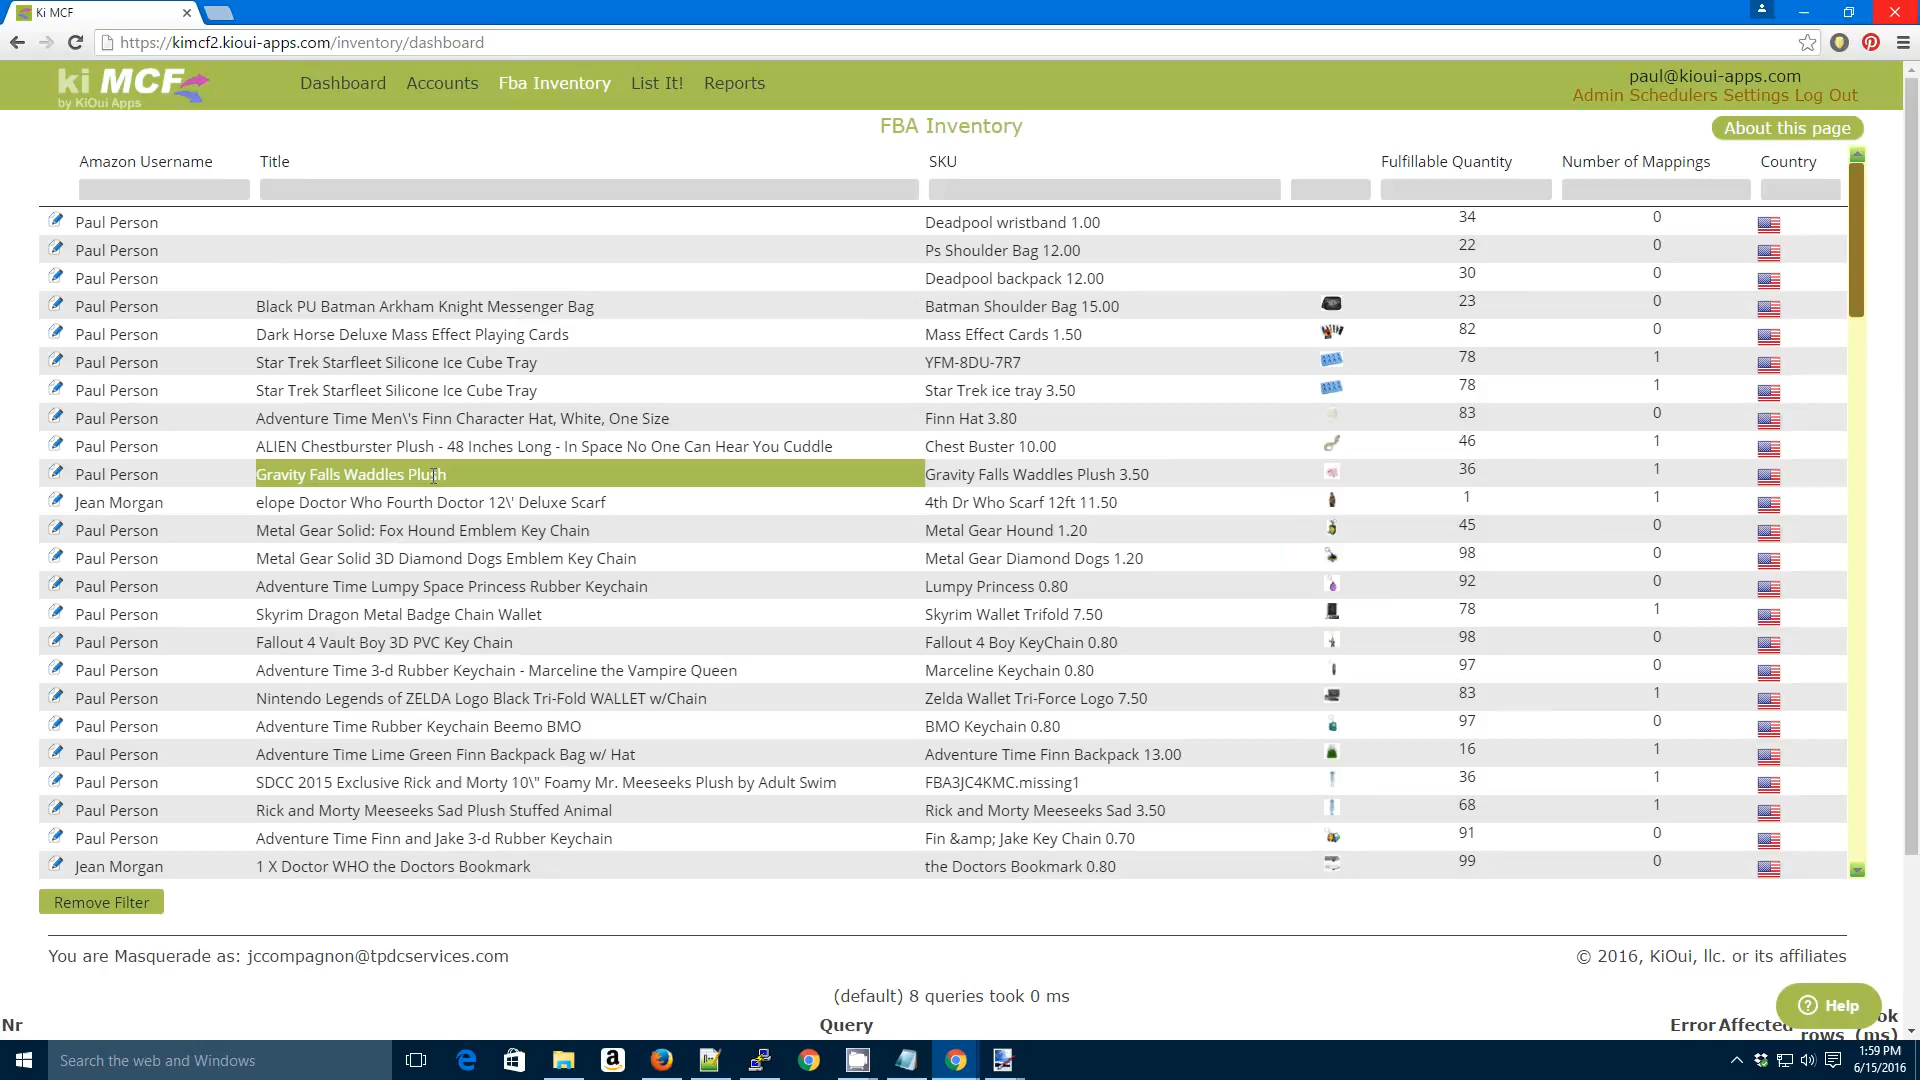 Ki MCF
https://kimcf2.kioui-apps.com/inventory/dashboard
ki MCF
by KiOui Apps
Dashboard Accounts Fba Inventory List It! Reports
paul@kioui-apps.com
Admin Schedulers Settings Log Out
FBA Inventory
About this page
Amazon Username Title SKU Fulfillable Quantity Number of Mappings Country
Paul Person Deadpool wristband 1.00 34 0
Paul Person Ps Shoulder Bag 12.00 22 0
Paul Person Deadpool backpack 12.00 30 0
Paul Person Black PU Batman Arkham Knight Messenger Bag Batman Shoulder Bag 15.00 23 0
Paul Person Dark Horse Deluxe Mass Effect Playing Cards Mass Effect Cards 1.50 82 0
Paul Person Star Trek Starfleet Silicone Ice Cube Tray YFM-8DU-7R7 78 1
Paul Person Star Trek Starfleet Silicone Ice Cube Tray Star Trek ice tray 3.50 78 1
Paul Person Adventure Time Men\'s Finn Character Hat, White, One Size Finn Hat 3.80 83 0
Paul Person ALIEN Chestburster Plush - 48 Inches Long - In Space No One Can Hear You Cuddle Chest Buster 10.00 46 1
Paul Person Gravity Falls Waddles Plush Gravity Falls Waddles Plush 3.50 36 1
Jean Morgan elope Doctor Who Fourth Doctor 12\' Deluxe Scarf 4th Dr Who Scarf 12ft 11.50 1 1
Paul Person Metal Gear Solid: Fox Hound Emblem Key Chain Metal Gear Hound 1.20 45 0
Paul Person Metal Gear Solid 3D Diamond Dogs Emblem Key Chain Metal Gear Diamond Dogs 1.20 98 0
Paul Person Adventure Time Lumpy Space Princess Rubber Keychain Lumpy Princess 0.80 92 0
Paul Person Skyrim Dragon Metal Badge Chain Wallet Skyrim Wallet Trifold 7.50 78 1
Paul Person Fallout 4 Vault Boy 3D PVC Key Chain Fallout 4 Boy KeyChain 0.80 98 0
Paul Person Adventure Time 3-d Rubber Keychain - Marceline the Vampire Queen Marceline Keychain 0.80 97 0
Paul Person Nintendo Legends of ZELDA Logo Black Tri-Fold WALLET w/Chain Zelda Wallet Tri-Force Logo 7.50 83 1
Paul Person Adventure Time Rubber Keychain Beemo BMO BMO Keychain 0.80 97 0
Paul Person Adventure Time Lime Green Finn Backpack Bag w/ Hat Adventure Time Finn Backpack 13.00 16 1
Paul Person SDCC 2015 Exclusive Rick and Morty 10\" Foamy Mr. Meeseeks Plush by Adult Swim FBA3JC4KMC.missing1 36 1
Paul Person Rick and Morty Meeseeks Sad Plush Stuffed Animal Rick and Morty Meeseeks Sad 3.50 68 1
Paul Person Adventure Time Finn and Jake 3-d Rubber Keychain Fin &amp; Jake Key Chain 0.70 91 0
Jean Morgan 1 X Doctor WHO the Doctors Bookmark the Doctors Bookmark 0.80 99 0
Remove Filter
You are Masquerade as: jccompagnon@tpdcservices.com © 2016, KiOui, llc. or its affiliates
(default) 8 queries took 0 ms
Help
Nr Query Error Affected rows (ms)
Search the web and Windows
1:59 PM
6/15/2016